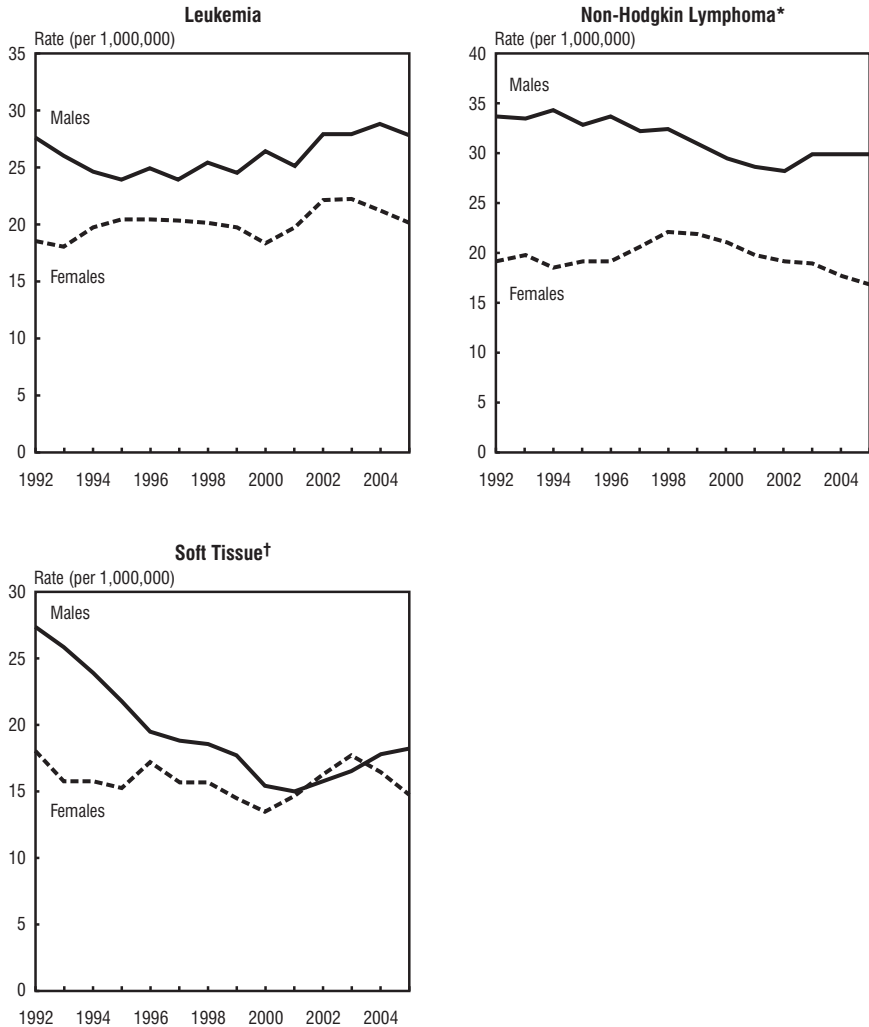 Leukemia
Rate (per 1,000,000)
35
30
25
20
15
10
5
0
Males
Females
1992 1994 1996 1998 2000 2002 2004
Non-Hodgkin Lymphoma*
Rate (per 1,000,000)
40
35
30
25
20
15
10
5
0
Males
Females
1992 1994 1996 1998 2000 2002 2004
Soft Tissue†
Rate (per 1,000,000)
30
25
20
15
10
5
0
Males
Females
1992 1994 1996 1998 2000 2002 2004